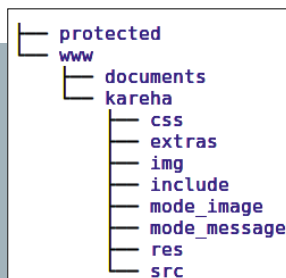 ├── protected
└── www
    ├── documents
    └── kareha
        ├── css
        ├── extras
        ├── img
        ├── include
        ├── mode_image
        ├── mode_message
        ├── res
        └── src